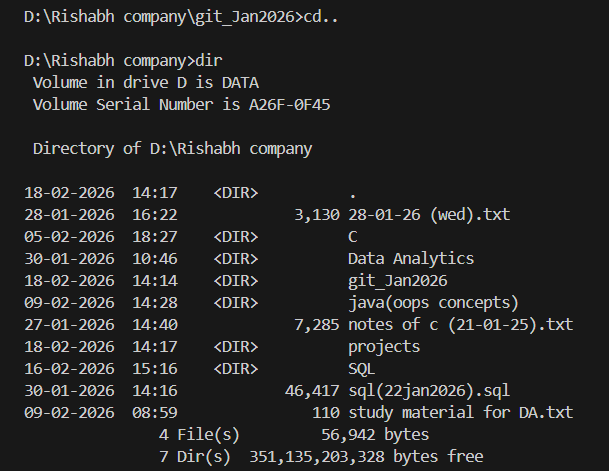 D:\Rishabh company\git_Jan2026>cd..
D:\Rishabh company>dir
Volume in drive D is DATA
Volume Serial Number is A26F-0F45
Directory of D:\Rishabh company
18-02-2026  14:17    <DIR>          .
28-01-2026  16:22             3,130 28-01-26 (wed).txt
05-02-2026  18:27    <DIR>          C
30-01-2026  10:46    <DIR>          Data Analytics
18-02-2026  14:14    <DIR>          git_Jan2026
09-02-2026  14:28    <DIR>          java(oops concepts)
27-01-2026  14:40             7,285 notes of c (21-01-25).txt
18-02-2026  14:17    <DIR>          projects
16-02-2026  15:16    <DIR>          SQL
30-01-2026  14:16            46,417 sql(22jan2026).sql
09-02-2026  08:59               110 study material for DA.txt
4 File(s)         56,942 bytes
7 Dir(s)  351,135,203,328 bytes free